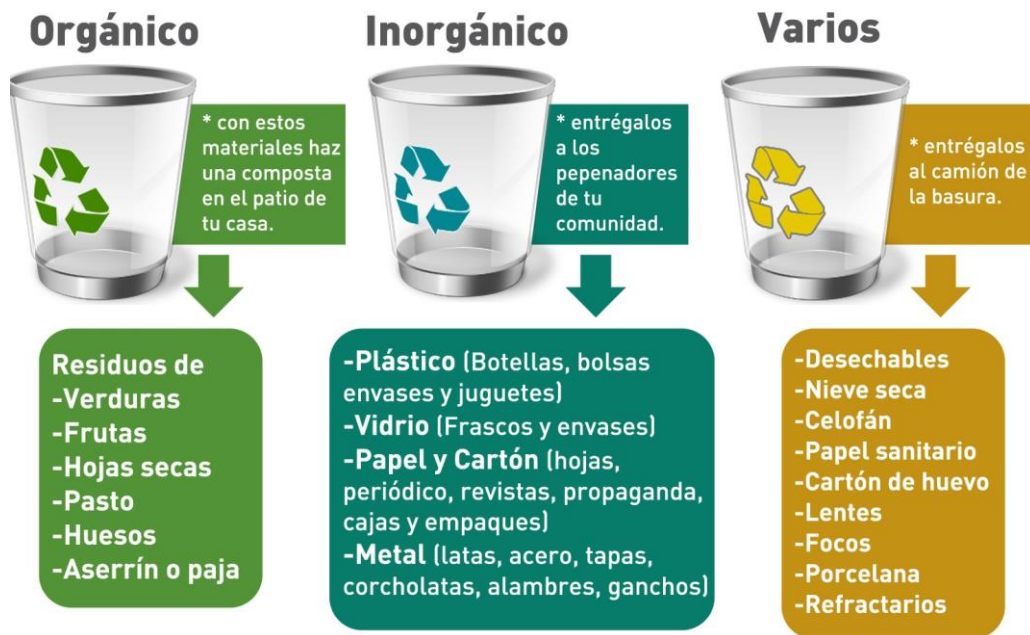 Orgánico
* con estos
materiales haz
una composta
en el patio de
tu casa.
Residuos de
-Verduras
-Frutas
-Hojas secas
-Pasto
-Huesos
-Aserrín o paja
Inorgánico
* entrégalos
a los
pepenadores
de tu
comunidad.
-Plástico (Botellas, bolsas
envases y juguetes)
-Vidrio (Frascos y envases)
-Papel y Cartón (hojas,
periódico, revistas, propaganda,
cajas y empaques)
-Metal (latas, acero, tapas,
corcholatas, alambres, ganchos)
Varios
* entrégalos
al camión de
la basura.
-Desechables
-Nieve seca
-Celofán
-Papel sanitario
-Cartón de huevo
-Lentes
-Focos
-Porcelana
-Refractarios